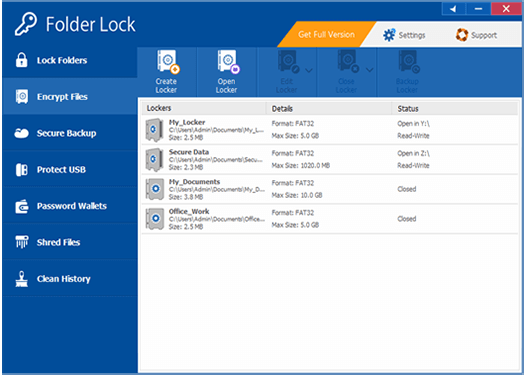 Folder Lock
Get Full Version
Settings
Support
Lock Folders
Encrypt Files
Secure Backup
Protect USB
Password Wallets
Shred Files
Clean History
Create
Locker
Open
Locker
Edit
Locker
Close
Locker
Backup
Locker
Lockers Details Status
My_Locker Format: FAT32 Open in Y:\
C:\Users\Admin\Documents\My_L...
Size: 2.5 MB Max Size: 5.0 GB Read-Write
Secure Data Format: FAT32 Open in Z:\
C:\Users\Admin\Documents\Secu...
Size: 2.3 MB Max Size: 1020.0 MB Read-Write
My_Documents Format: FAT32 Closed
C:\Users\Admin\Documents\My_D...
Size: 3.8 MB Max Size: 10.0 GB
Office_Work Format: FAT32 Closed
C:\Users\Admin\Documents\Office...
Size: 2.5 MB Max Size: 5.0 GB